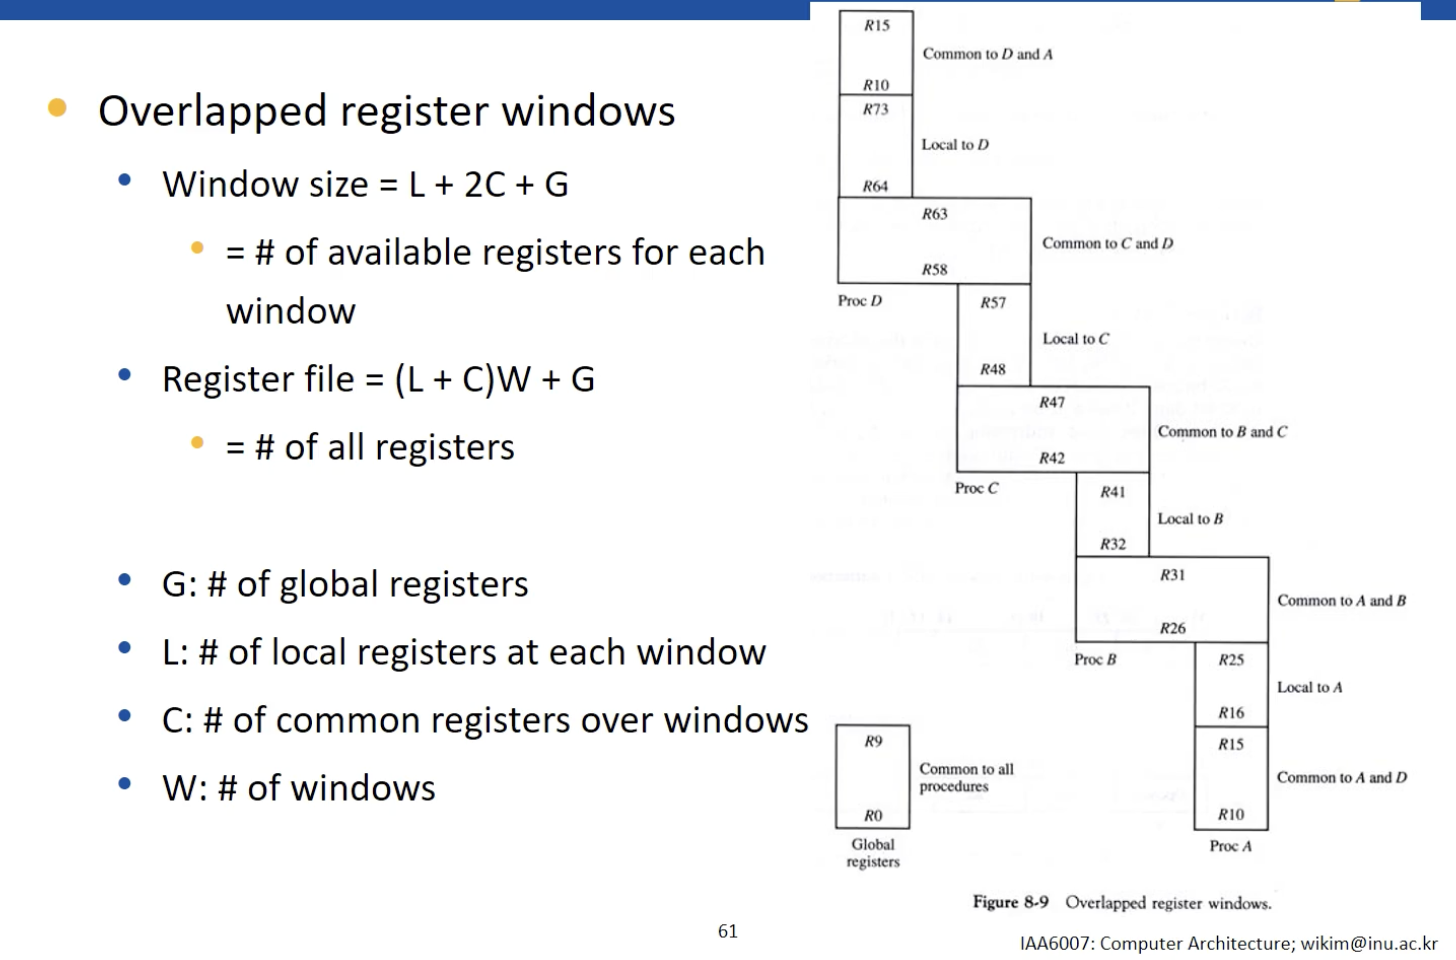 Overlapped register windows
Window size = L + 2C + G
= # of available registers for each
window
Register file = (L + C)W + G
= # of all registers
G: # of global registers
L: # of local registers at each window
C: # of common registers over windows
W: # of windows
R15
Common to D and A
R10
R73
Local to D
R64
R63
Common to C and D
R58
Proc D
R57
Local to C
R48
R47
Common to B and C
R42
Proc C
R41
Local to B
R32
R31
Common to A and B
R26
Proc B
R25
Local to A
R16
R15
Common to A and D
R10
Proc A
R9
Common to all
procedures
R0
Global
registers
Figure 8-9 Overlapped register windows.
61
IAA6007: Computer Architecture; wikim@inu.ac.kr